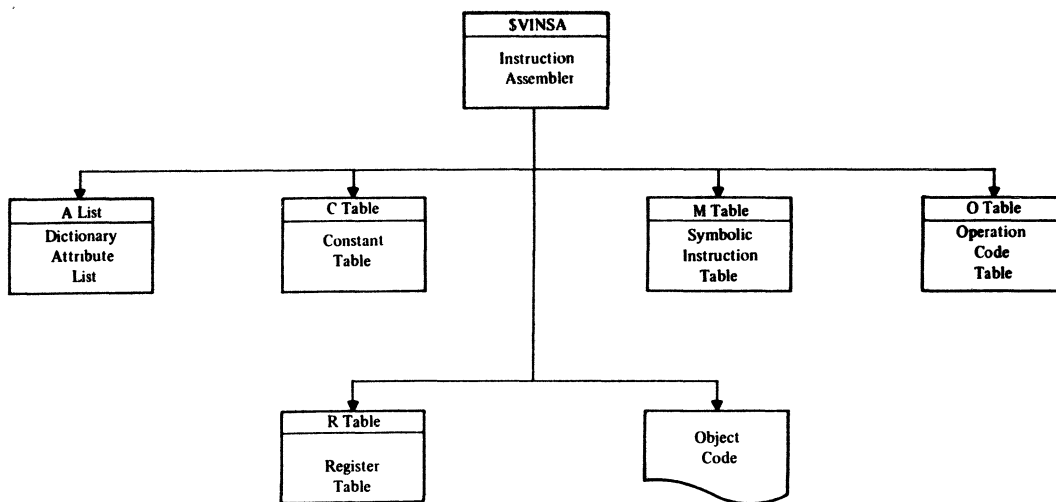 $VINSA
Instruction
Assembler
A List
Dictionary
Attribute
List
C Table
Constant
Table
M Table
Symbolic
Instruction
Table
O Table
Operation
Code
Table
R Table
Register
Table
Object
Code